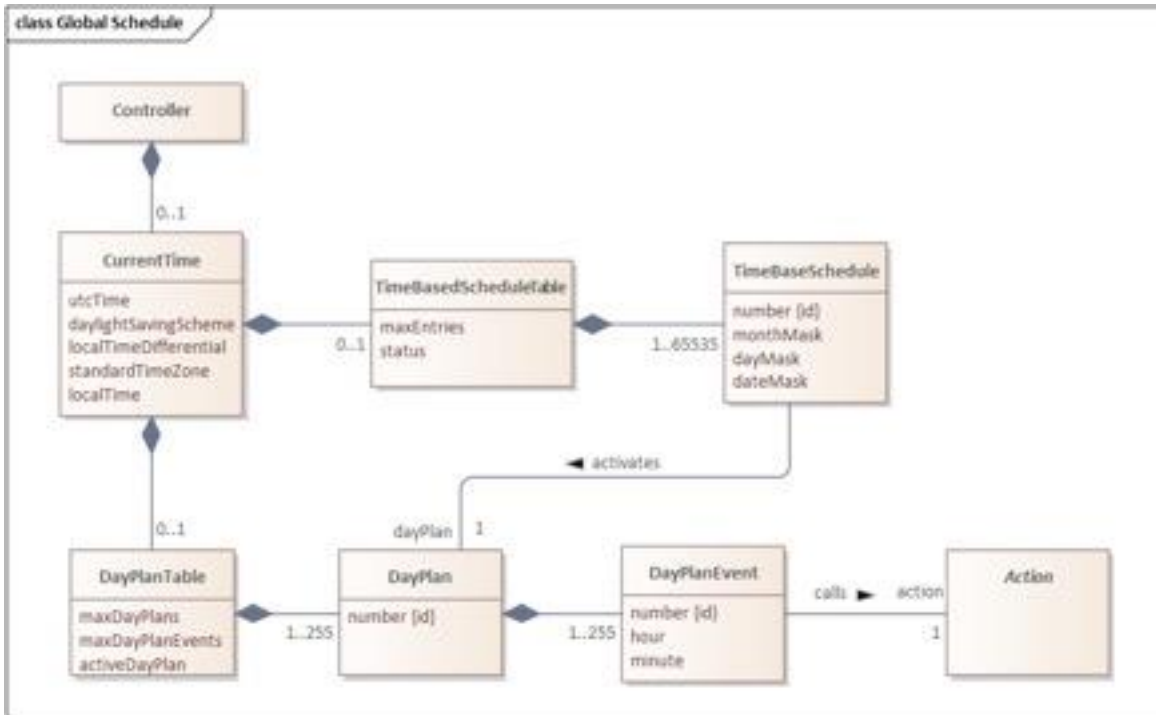 class Global Schedule
Controller
0..1
CurrentTime
utcTime
daylightSavingScheme
localTimeDifferential
standardTimeZone
localTime
0..1
TimeBasedScheduleTable
maxEntries
status
1..65535
TimeBaseSchedule
number {id}
monthMask
dayMask
dateMask
activates
0..1
dayPlan 1
DayPlanTable
maxDayPlans
maxDayPlanEvents
activeDayPlan
1..255
DayPlan
number {id}
1..255
DayPlanEvent
number {id}
hour
minute
calls action
1
Action